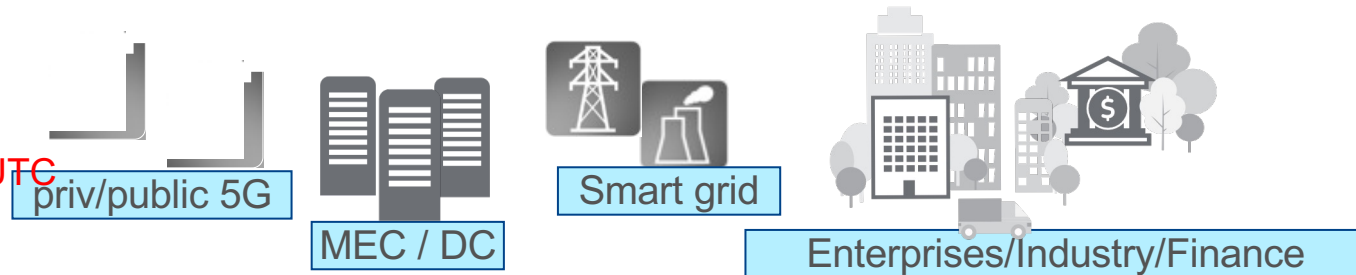 UTC
priv/public 5G
MEC / DC
Smart grid
$
Enterprises/Industry/Finance